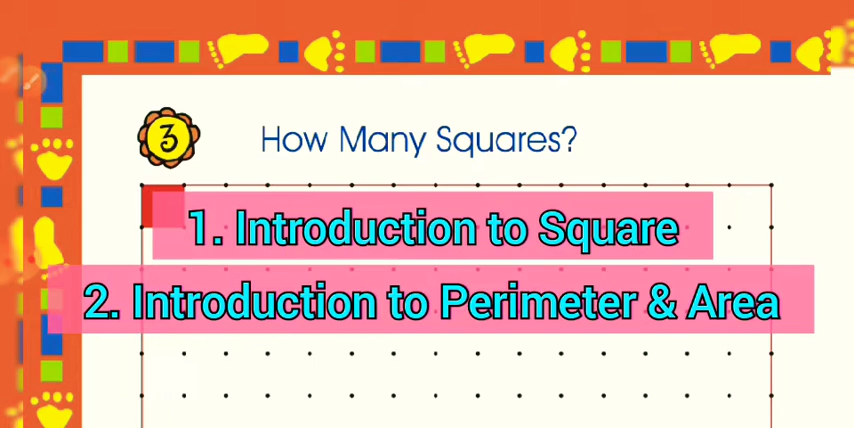 3
How Many Squares?
1. Introduction to Square
2. Introduction to Perimeter & Area